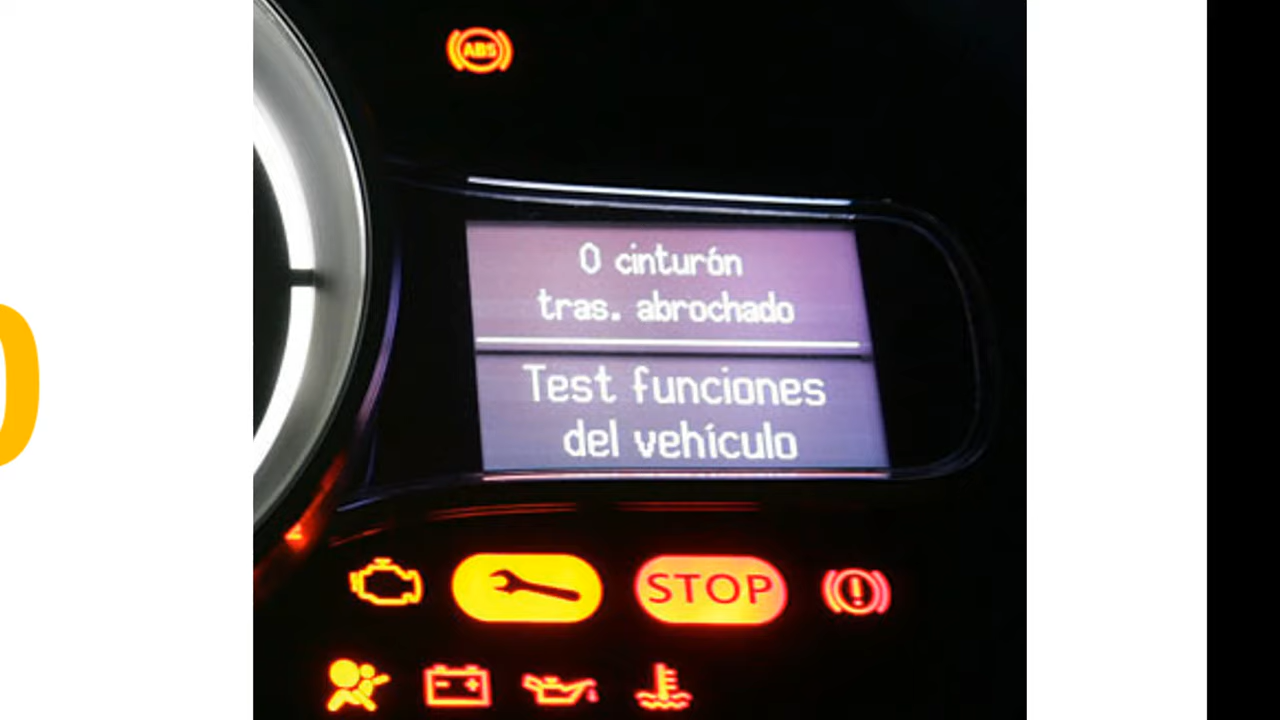 ABS
0 cinturón
tras. abrochado
Test funciones
del vehículo
STOP